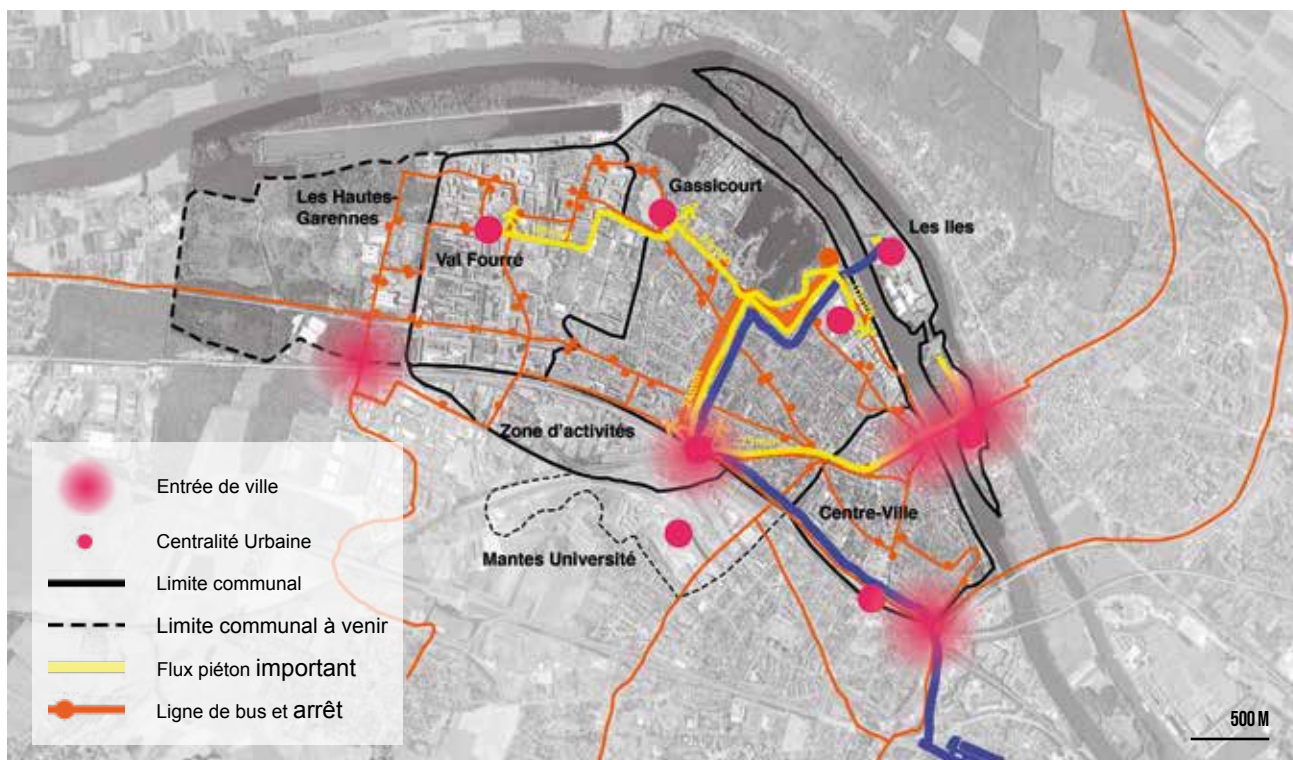 Les Hautes-
Garennes
Val Fourré
Gassicourt
Les Iles
Zone d'activités
Centre-Ville
Mantes Université
Entrée de ville
Centralité Urbaine
Limite communal
Limite communal à venir
Flux piéton important
Ligne de bus et arrêt
500 M